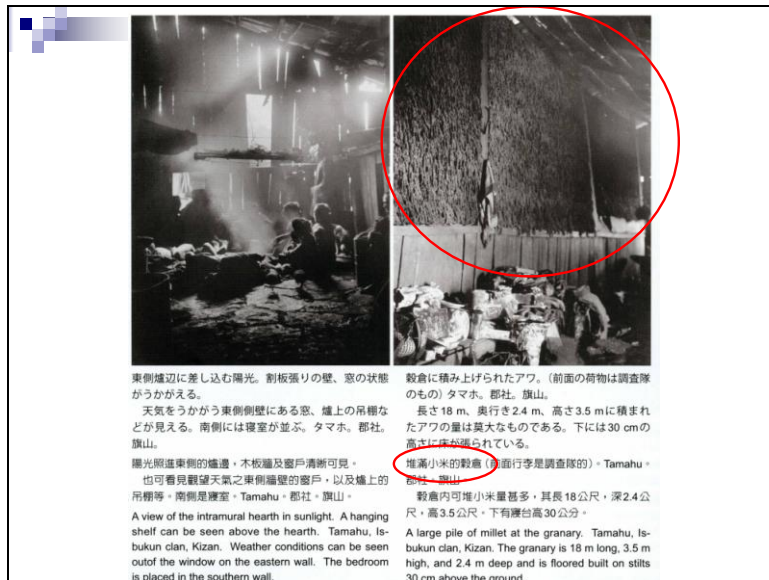 東側爐辺に差し込む陽光。割板張りの壁、窓の状態
がうかがえる。
天気をうかがう東側側壁にある窓、爐上の吊棚な
どが見える。南側には寝室が並ぶ。タマホ。郡社。
旗山。
陽光照進東側的爐邊，木板牆及窗戶清晰可見。
也可看見觀望天氣之東側牆壁的窗戶，以及爐上的
吊棚等。南側是寢室。Tamahu。郡社。旗山。
A view of the intramural hearth in sunlight. A hanging
shelf can be seen above the hearth. Tamahu, Is-
bukun clan, Kizan. Weather conditions can be seen
outof the window on the eastern wall. The bedroom
is placed in the southern wall.
穀倉に積み上げられたアワ。(前面の荷物は調査隊
のもの) タマホ。郡社。旗山。
長さ18 m、奥行き2.4 m、高さ3.5 mに積まれ
たアワの量は莫大なものである。下には30 cmの
高さに床が張られている。
堆滿小米的穀倉(前面行李是調查隊的)。Tamahu。
郡社。旗山。
穀倉內可堆小米量甚多，其長18公尺，深2.4公
尺，高3.5公尺，下有寢台高30公分。
A large pile of millet at the granary. Tamahu, Is-
bukun clan, Kizan. The granary is 18 m long, 3.5 m
high, and 2.4 m deep and is floored built on stilts
30 cm above the ground.